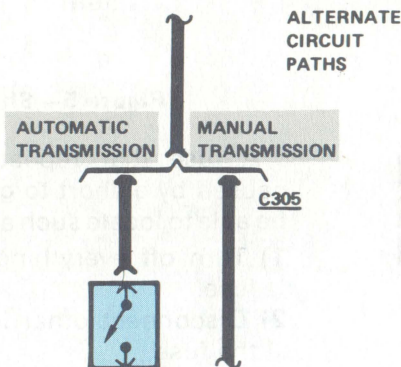 ALTERNATE
CIRCUIT
PATHS
AUTOMATIC
TRANSMISSION
MANUAL
TRANSMISSION
C305